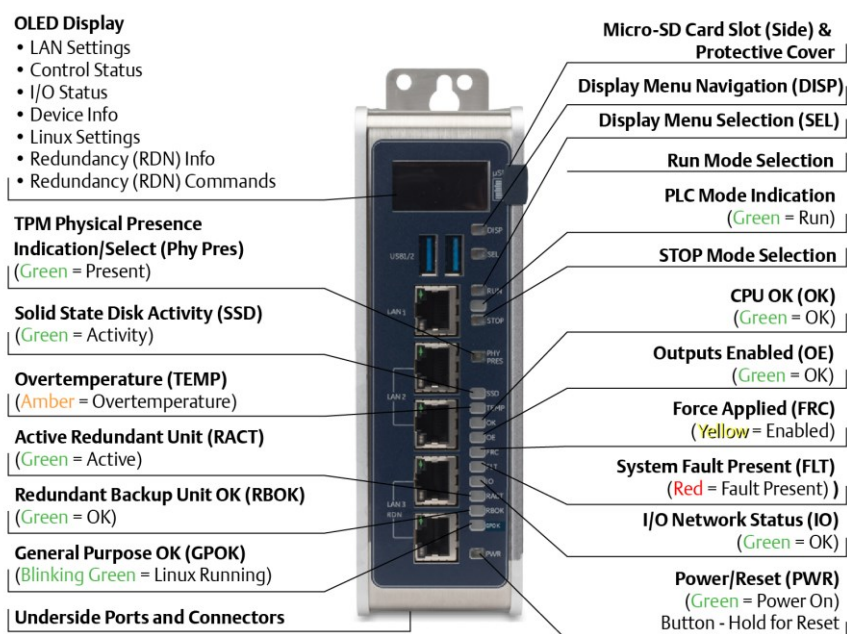 OLED Display
• LAN Settings
• Control Status
• I/O Status
• Device Info
• Linux Settings
• Redundancy (RDN) Info
• Redundancy (RDN) Commands
TPM Physical Presence
Indication/Select (Phy Pres)
(Green = Present)
Solid State Disk Activity (SSD)
(Green = Activity)
Overtemperature (TEMP)
(Amber = Overtemperature)
Active Redundant Unit (RACT)
(Green = Active)
Redundant Backup Unit OK (RBOK)
(Green = OK)
General Purpose OK (GPOK)
(Blinking Green = Linux Running)
Underside Ports and Connectors
µSD
DISP
USB1/2
SEL
RUN
LAN 1
STOP
PHY
PRES
SSD
LAN 2
TEMP
OK
OE
FRC
FLT
IO
LAN 3
RACT
RDN
RBOK
GPOK
PWR
Micro-SD Card Slot (Side) &
Protective Cover
Display Menu Navigation (DISP)
Display Menu Selection (SEL)
Run Mode Selection
PLC Mode Indication
(Green = Run)
STOP Mode Selection
CPU OK (OK)
(Green = OK)
Outputs Enabled (OE)
(Green = OK)
Force Applied (FRC)
(Yellow = Enabled)
System Fault Present (FLT)
(Red = Fault Present) )
I/O Network Status (IO)
(Green = OK)
Power/Reset (PWR)
(Green = Power On)
Button - Hold for Reset